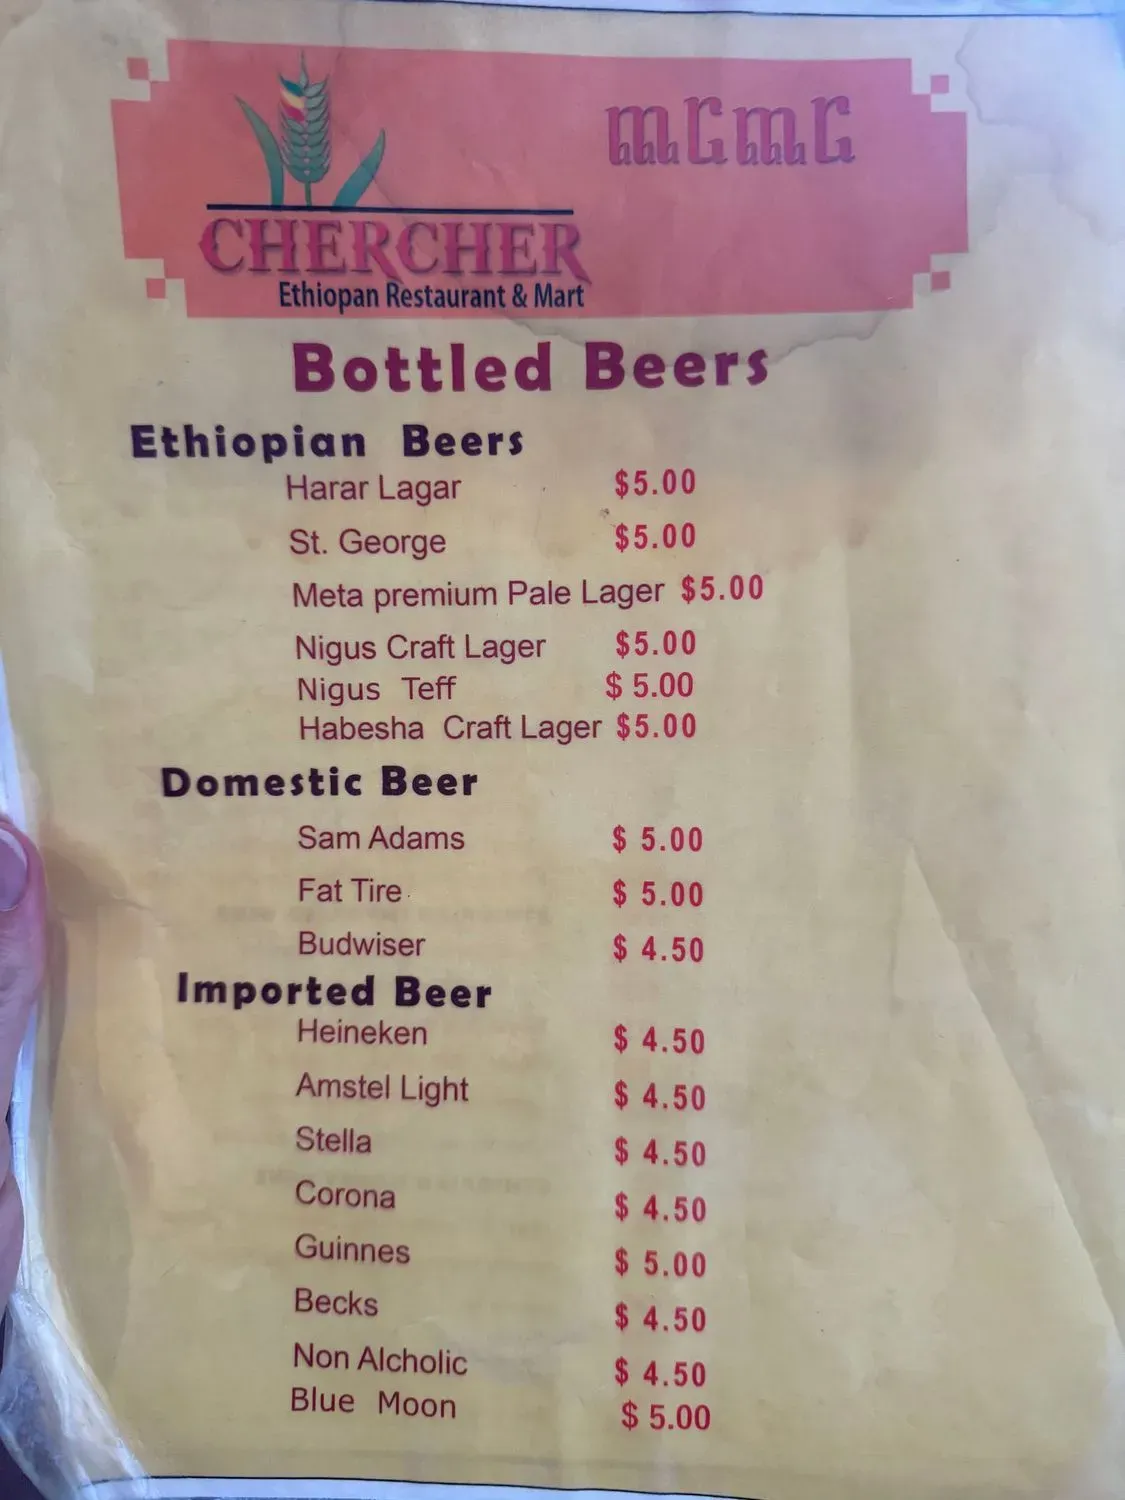 ጨርጨር
CHERCHER
Ethiopan Restaurant & Mart
Bottled Beers
Ethiopian Beers
Harar Lagar $5.00
St. George $5.00
Meta premium Pale Lager $5.00
Nigus Craft Lager $5.00
Nigus Teff $ 5.00
Habesha Craft Lager $5.00
Domestic Beer
Sam Adams $ 5.00
Fat Tire $ 5.00
Budwiser $ 4.50
Imported Beer
Heineken $ 4.50
Amstel Light $ 4.50
Stella $ 4.50
Corona $ 4.50
Guinnes $ 5.00
Becks $ 4.50
Non Alcholic $ 4.50
Blue Moon $ 5.00